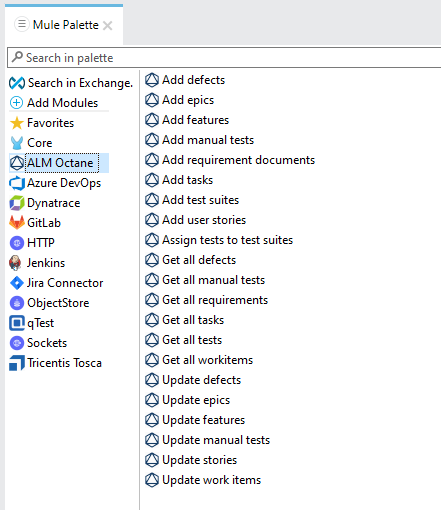 Mule Palette
Search in palette
Search in Exchange.
Add Modules
Favorites
Core
ALM Octane
Azure DevOps
Dynatrace
GitLab
HTTP
Jenkins
Jira Connector
ObjectStore
qTest
Sockets
Tricentis Tosca
Add defects
Add epics
Add features
Add manual tests
Add requirement documents
Add tasks
Add test suites
Add user stories
Assign tests to test suites
Get all defects
Get all manual tests
Get all requirements
Get all tasks
Get all tests
Get all workitems
Update defects
Update epics
Update features
Update manual tests
Update stories
Update work items